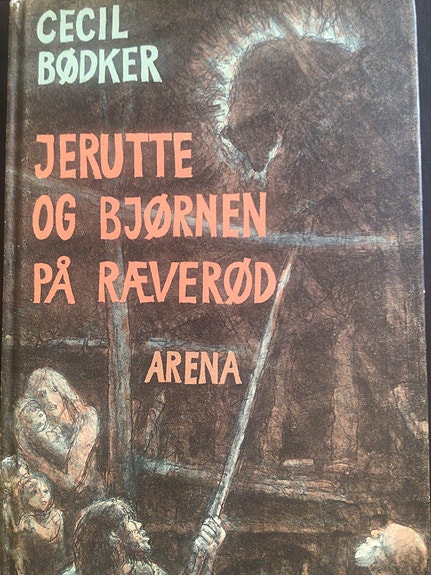 CECIL
BØDKER
JERUTTE
OG BJØRNEN
PÅ RÆVERØD
ARENA